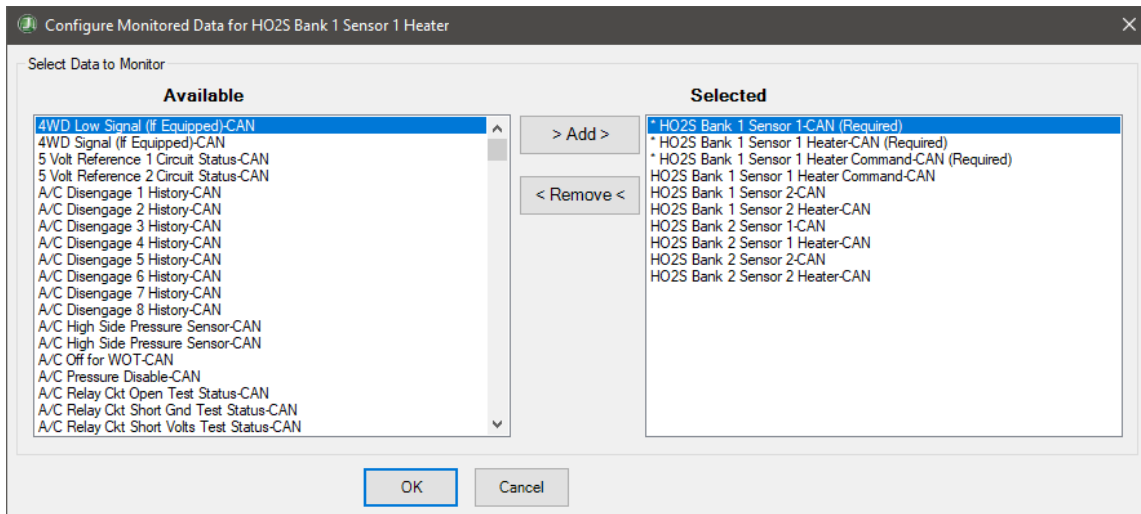 Configure Monitored Data for HO2S Bank 1 Sensor 1 Heater
Select Data to Monitor
Available
4WD Low Signal (If Equipped)-CAN
4WD Signal (If Equipped)-CAN
5 Volt Reference 1 Circuit Status-CAN
5 Volt Reference 2 Circuit Status-CAN
A/C Disengage 1 History-CAN
A/C Disengage 2 History-CAN
A/C Disengage 3 History-CAN
A/C Disengage 4 History-CAN
A/C Disengage 5 History-CAN
A/C Disengage 6 History-CAN
A/C Disengage 7 History-CAN
A/C Disengage 8 History-CAN
A/C High Side Pressure Sensor-CAN
A/C High Side Pressure Sensor-CAN
A/C Off for WOT-CAN
A/C Pressure Disable-CAN
A/C Relay Ckt Open Test Status-CAN
A/C Relay Ckt Short Gnd Test Status-CAN
A/C Relay Ckt Short Volts Test Status-CAN
> Add >
< Remove <
Selected
* HO2S Bank 1 Sensor 1-CAN (Required)
* HO2S Bank 1 Sensor 1 Heater-CAN (Required)
* HO2S Bank 1 Sensor 1 Heater Command-CAN (Required)
HO2S Bank 1 Sensor 1 Heater Command-CAN
HO2S Bank 1 Sensor 2-CAN
HO2S Bank 1 Sensor 2 Heater-CAN
HO2S Bank 2 Sensor 1-CAN
HO2S Bank 2 Sensor 1 Heater-CAN
HO2S Bank 2 Sensor 2-CAN
HO2S Bank 2 Sensor 2 Heater-CAN
OK
Cancel